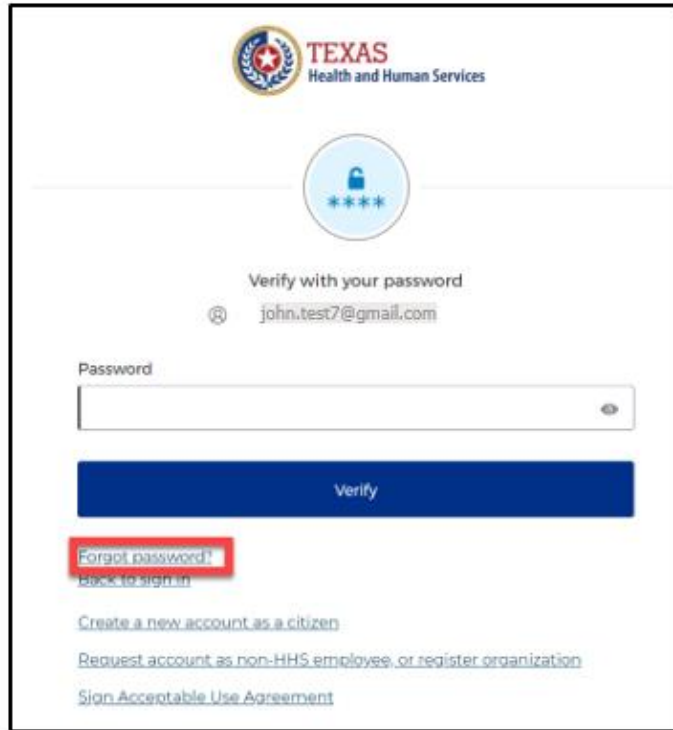 TEXAS
Health and Human Services
****
Verify with your password
john.test7@gmail.com
Password
Verify
Forgot password?
Back to sign in
Create a new account as a citizen
Request account as non-HHS employee, or register organization
Sign Acceptable Use Agreement